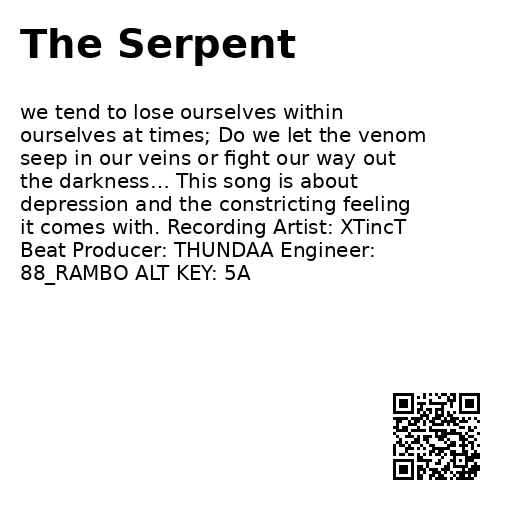 The Serpent
we tend to lose ourselves within
ourselves at times; Do we let the venom
seep in our veins or fight our way out
the darkness... This song is about
depression and the constricting feeling
it comes with. Recording Artist: XTincT
Beat Producer: THUNDAA Engineer:
88_RAMBO ALT KEY: 5A